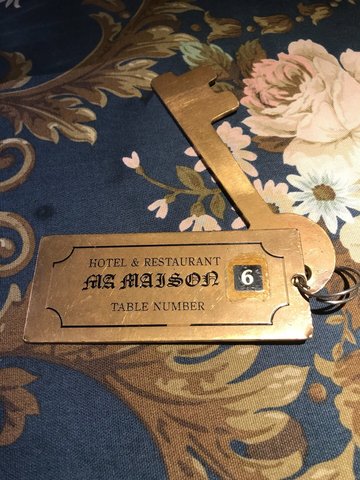 HOTEL & RESTAURANT
MA MAISON
TABLE NUMBER
6